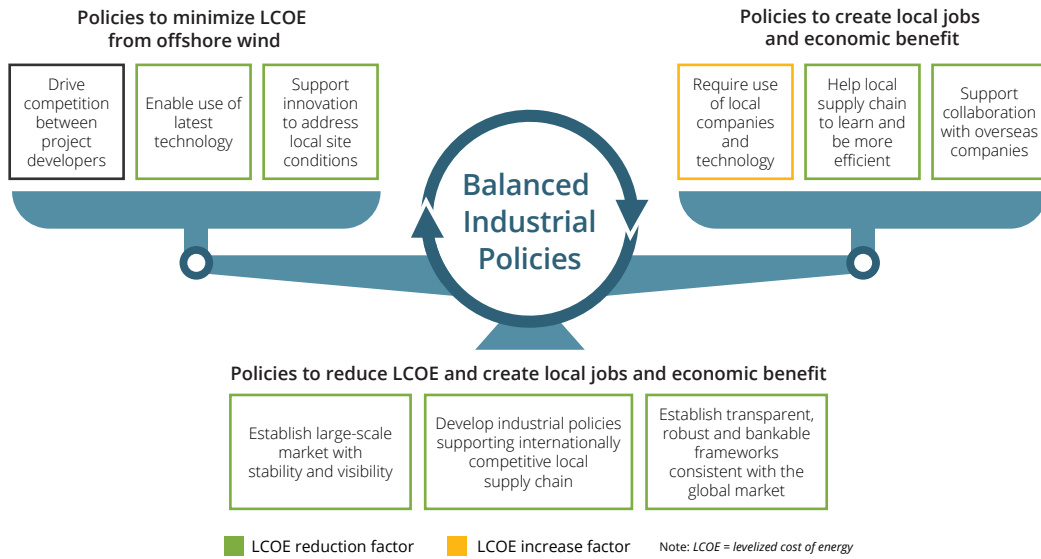 Policies to minimize LCOE
from offshore wind
Drive
competition
between
project
developers
Enable use of
latest
technology
Support
innovation
to address
local site
conditions
Policies to create local jobs
and economic benefit
Require use
of local
companies
and
technology
Help local
supply chain
to learn and
be more
efficient
Support
collaboration
with overseas
companies
Balanced
Industrial
Policies
Policies to reduce LCOE and create local jobs and economic benefit
Establish large-scale
market with
stability and visibility
Develop industrial policies
supporting internationally
competitive local
supply chain
Establish transparent,
robust and bankable
frameworks
consistent with the
global market
LCOE reduction factor
LCOE increase factor
Note: LCOE = levelized cost of energy